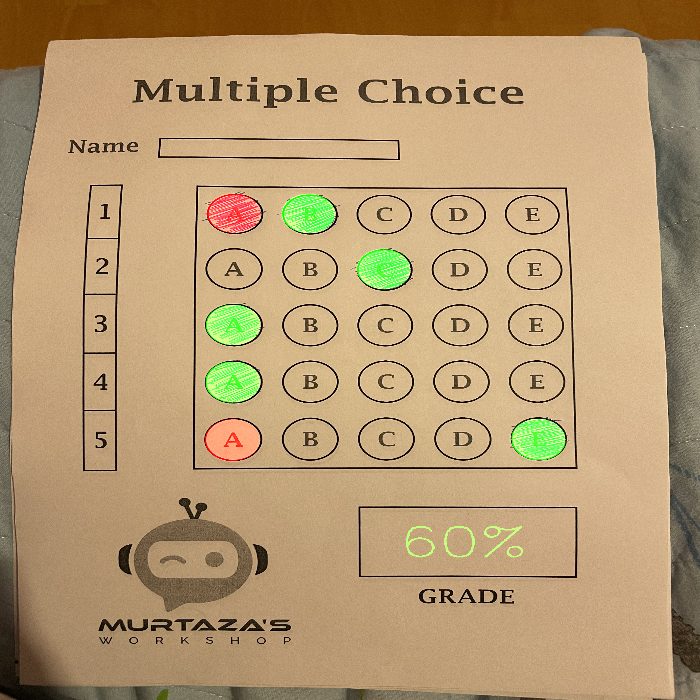 Multiple Choice
Name
1 A B C D E
2 A B C D E
3 A B C D E
4 A B C D E
5 A B C D E
60%
GRADE
MURTAZA'S
WORKSHOP